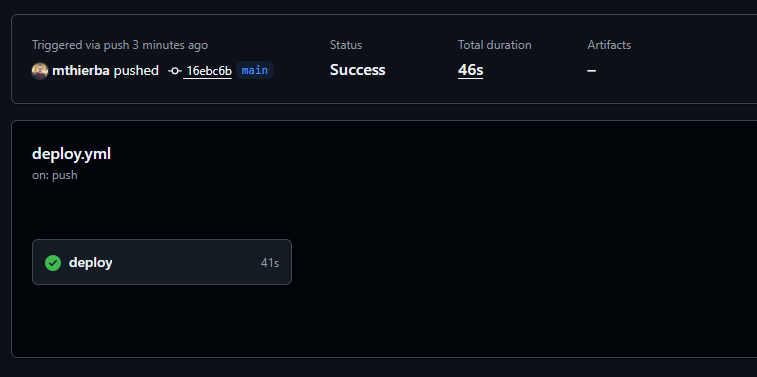 Triggered via push 3 minutes ago Status Total duration Artifacts
mthierba pushed 16ebc6b main Success 46s –
deploy.yml
on: push
deploy 41s